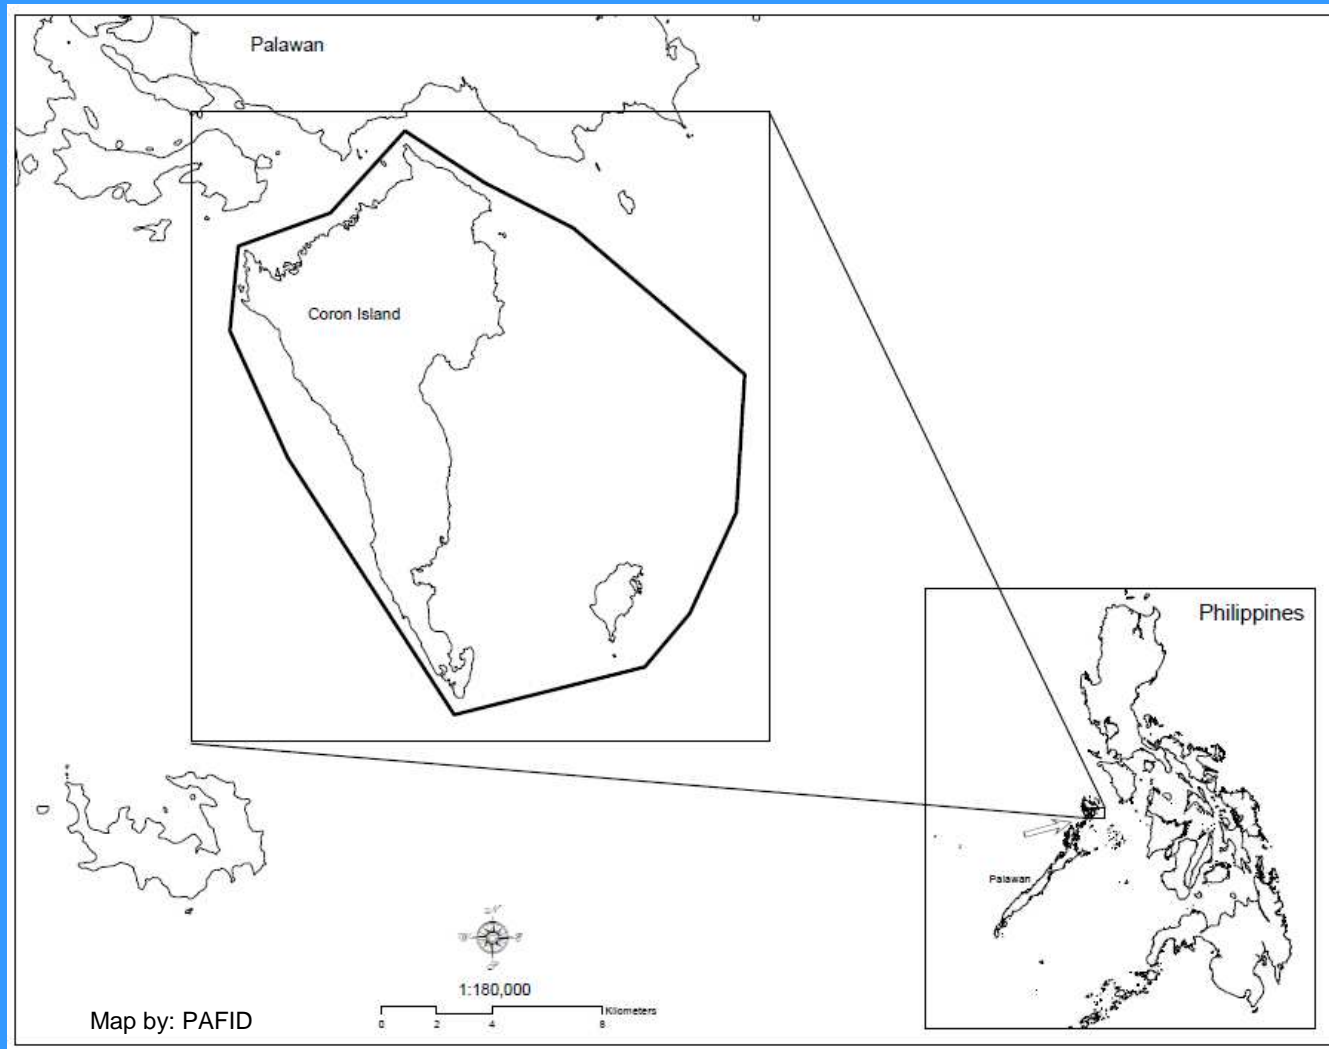 Palawan
Coron Island
Philippines
Palawan
1:180,000
Kilometers
0 2 4 8
Map by: PAFID